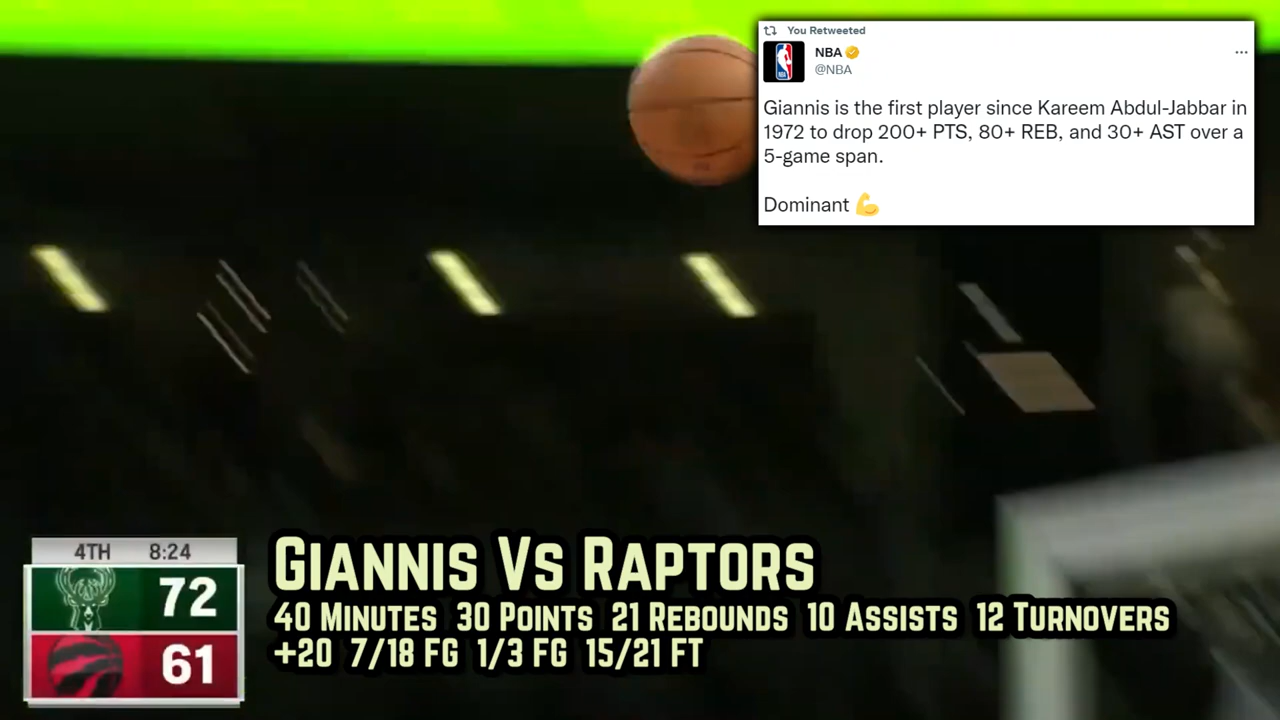 You Retweeted
NBA
@NBA
Giannis is the first player since Kareem Abdul-Jabbar in
1972 to drop 200+ PTS, 80+ REB, and 30+ AST over a
5-game span.
Dominant 💪
4TH 8:24
72
61
Giannis Vs Raptors
40 Minutes 30 Points 21 Rebounds 10 Assists 12 Turnovers
+20 7/18 FG 1/3 FG 15/21 FT